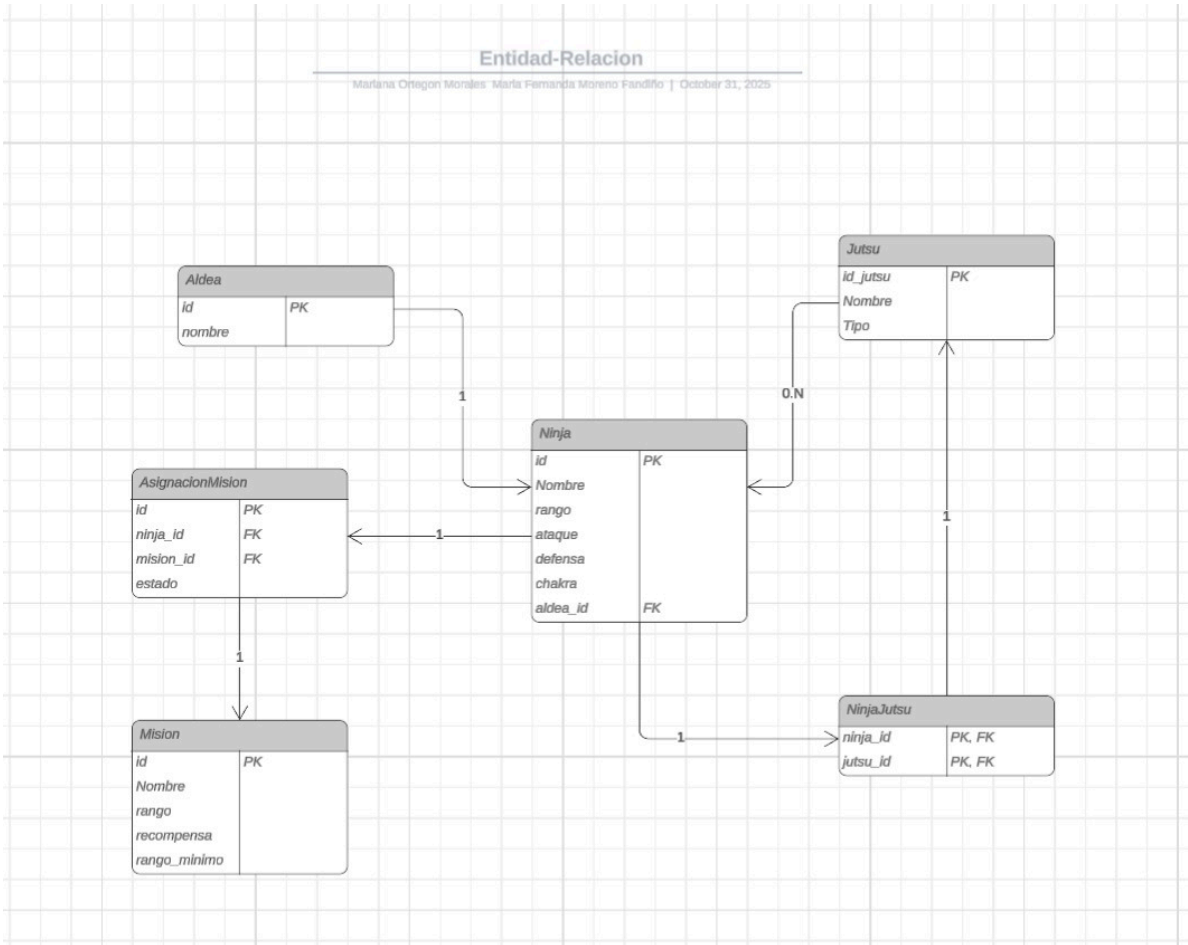 Entidad-Relacion
Mariana Ortegon Morales Maria Fernanda Moreno Fandiño | October 31, 2025
Aldea
id PK
nombre
1
Jutsu
id_jutsu PK
Nombre
Tipo
0.N
Ninja
id PK
Nombre
rango
ataque
defensa
chakra
aldea_id FK
AsignacionMision
id PK
ninja_id FK
mision_id FK
estado
1
1
1
Mision
id PK
Nombre
rango
recompensa
rango_minimo
NinjaJutsu
ninja_id PK, FK
jutsu_id PK, FK
1